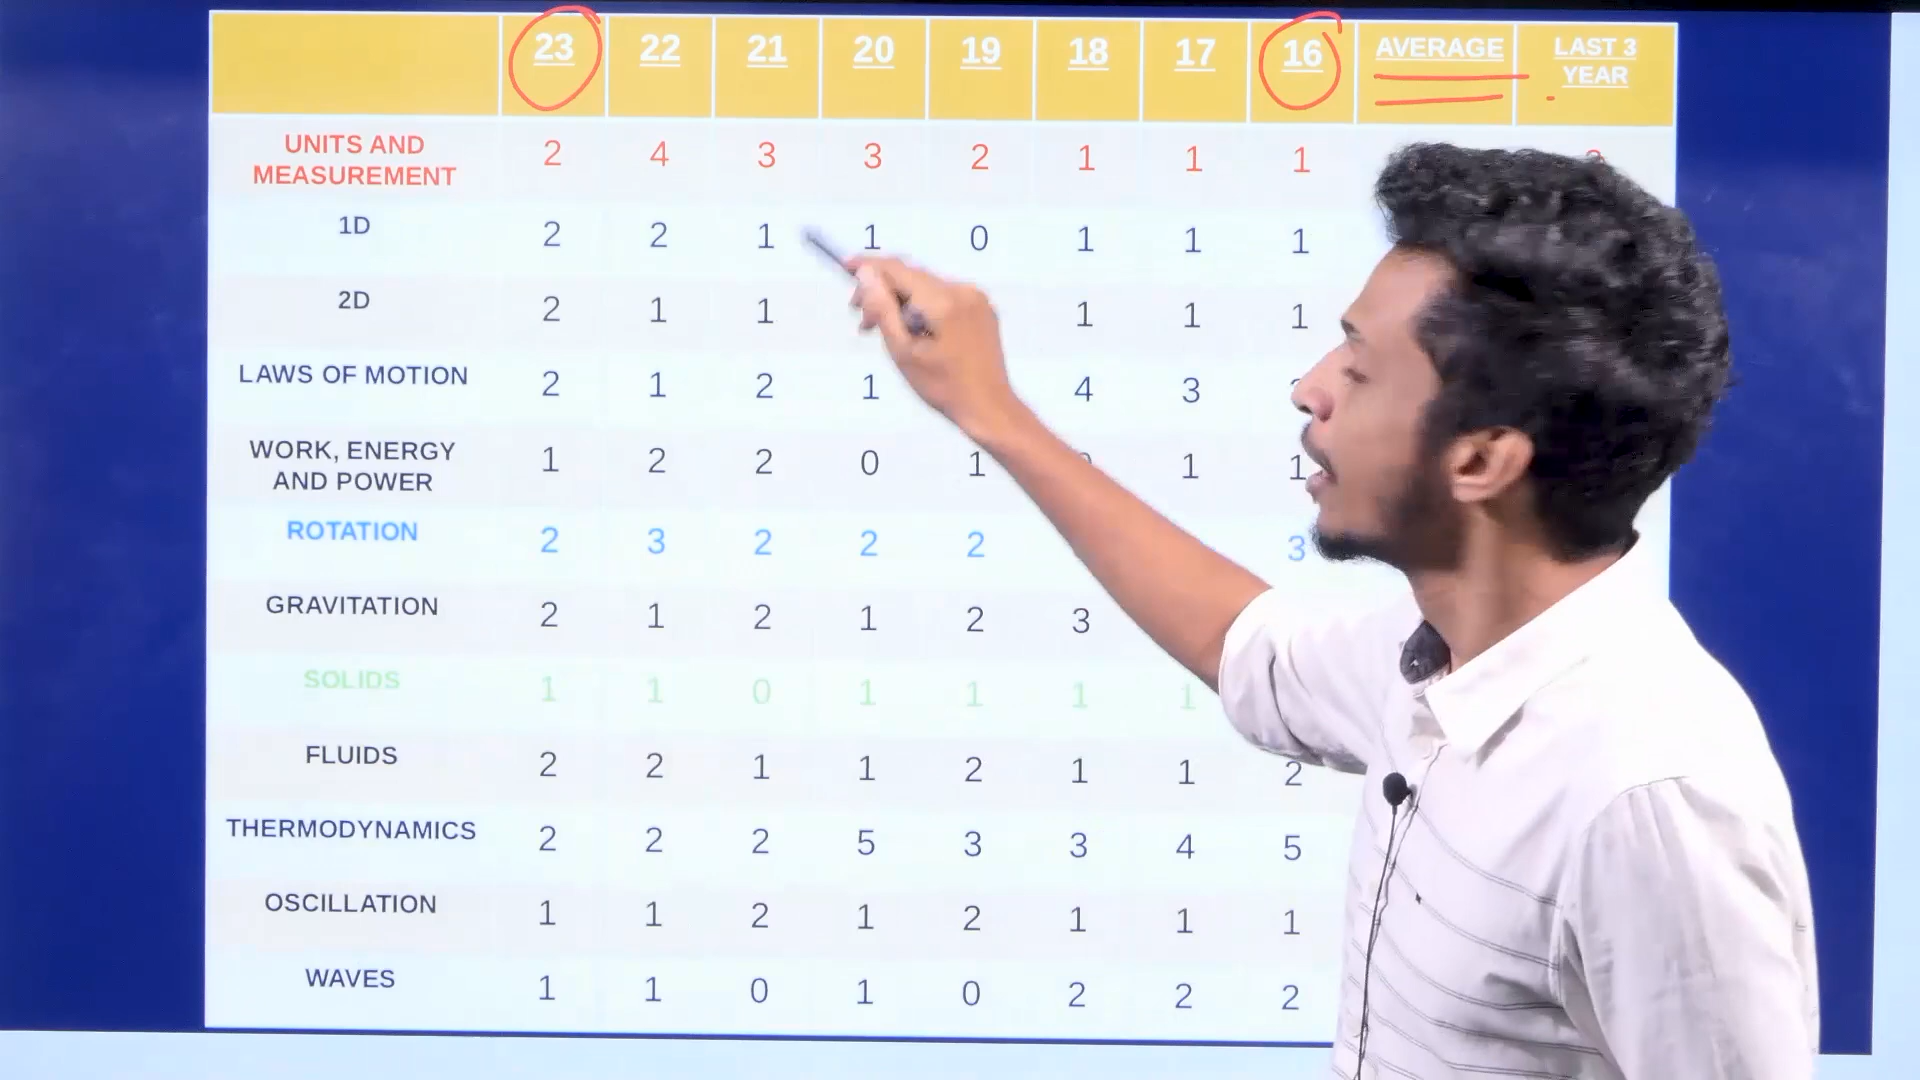 23 22 21 20 19 18 17 16 AVERAGE LAST 3
YEAR
UNITS AND
MEASUREMENT 2 4 3 3 2 1 1 1
1D 2 2 1 1 0 1 1 1
2D 2 1 1 1 1 1
LAWS OF MOTION 2 1 2 1 4 3
WORK, ENERGY
AND POWER 1 2 2 0 1 1 1
ROTATION 2 3 2 2 2 3
GRAVITATION 2 1 2 1 2 3
SOLIDS 1 1 0 1 1 1 1
FLUIDS 2 2 1 1 2 1 1 2
THERMODYNAMICS 2 2 2 5 3 3 4 5
OSCILLATION 1 1 2 1 2 1 1 1
WAVES 1 1 0 1 0 2 2 2